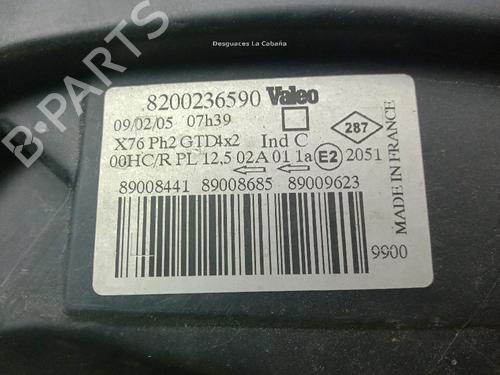 Desguaces La Cabaña
8200236590 Valeo
09/02/05 07h39
X76 Ph2 GTD4x2 Ind C
00HC/R PL 12,5 02A 01 1a E2 2051
287
MADE IN FRANCE
89008441 89008685 89009623
9900